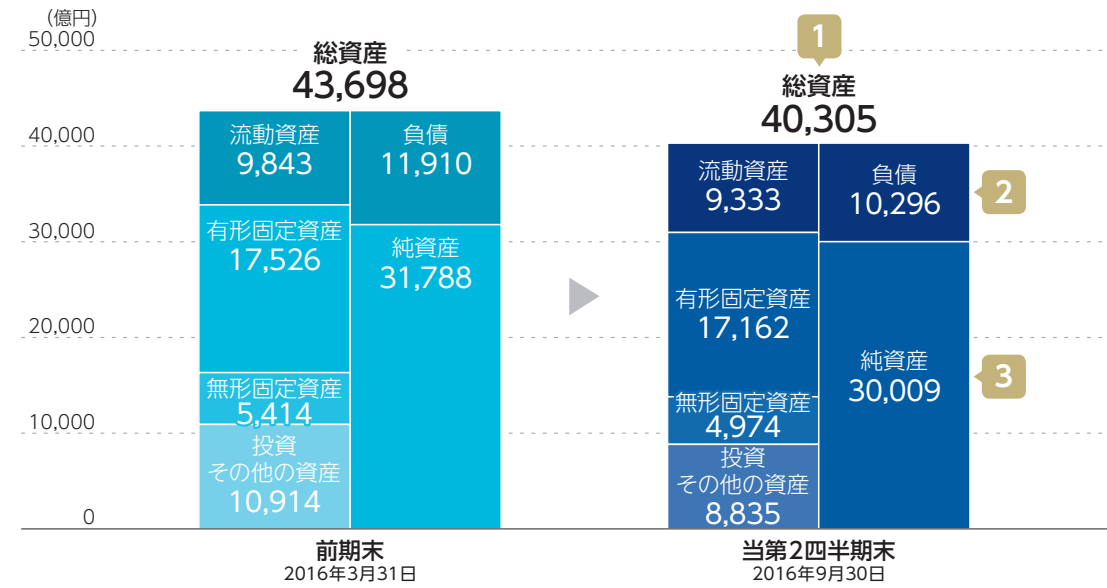 (億円)
50,000
40,000
30,000
20,000
10,000
0
総資産
43,698
流動資産
9,843
有形固定資産
17,526
無形固定資産
5,414
投資
その他の資産
10,914
負債
11,910
純資産
31,788
前期末
2016年3月31日
1
総資産
40,305
流動資産
9,333
有形固定資産
17,162
無形固定資産
4,974
投資
その他の資産
8,835
負債
10,296
2
純資産
30,009
3
当第2四半期末
2016年9月30日